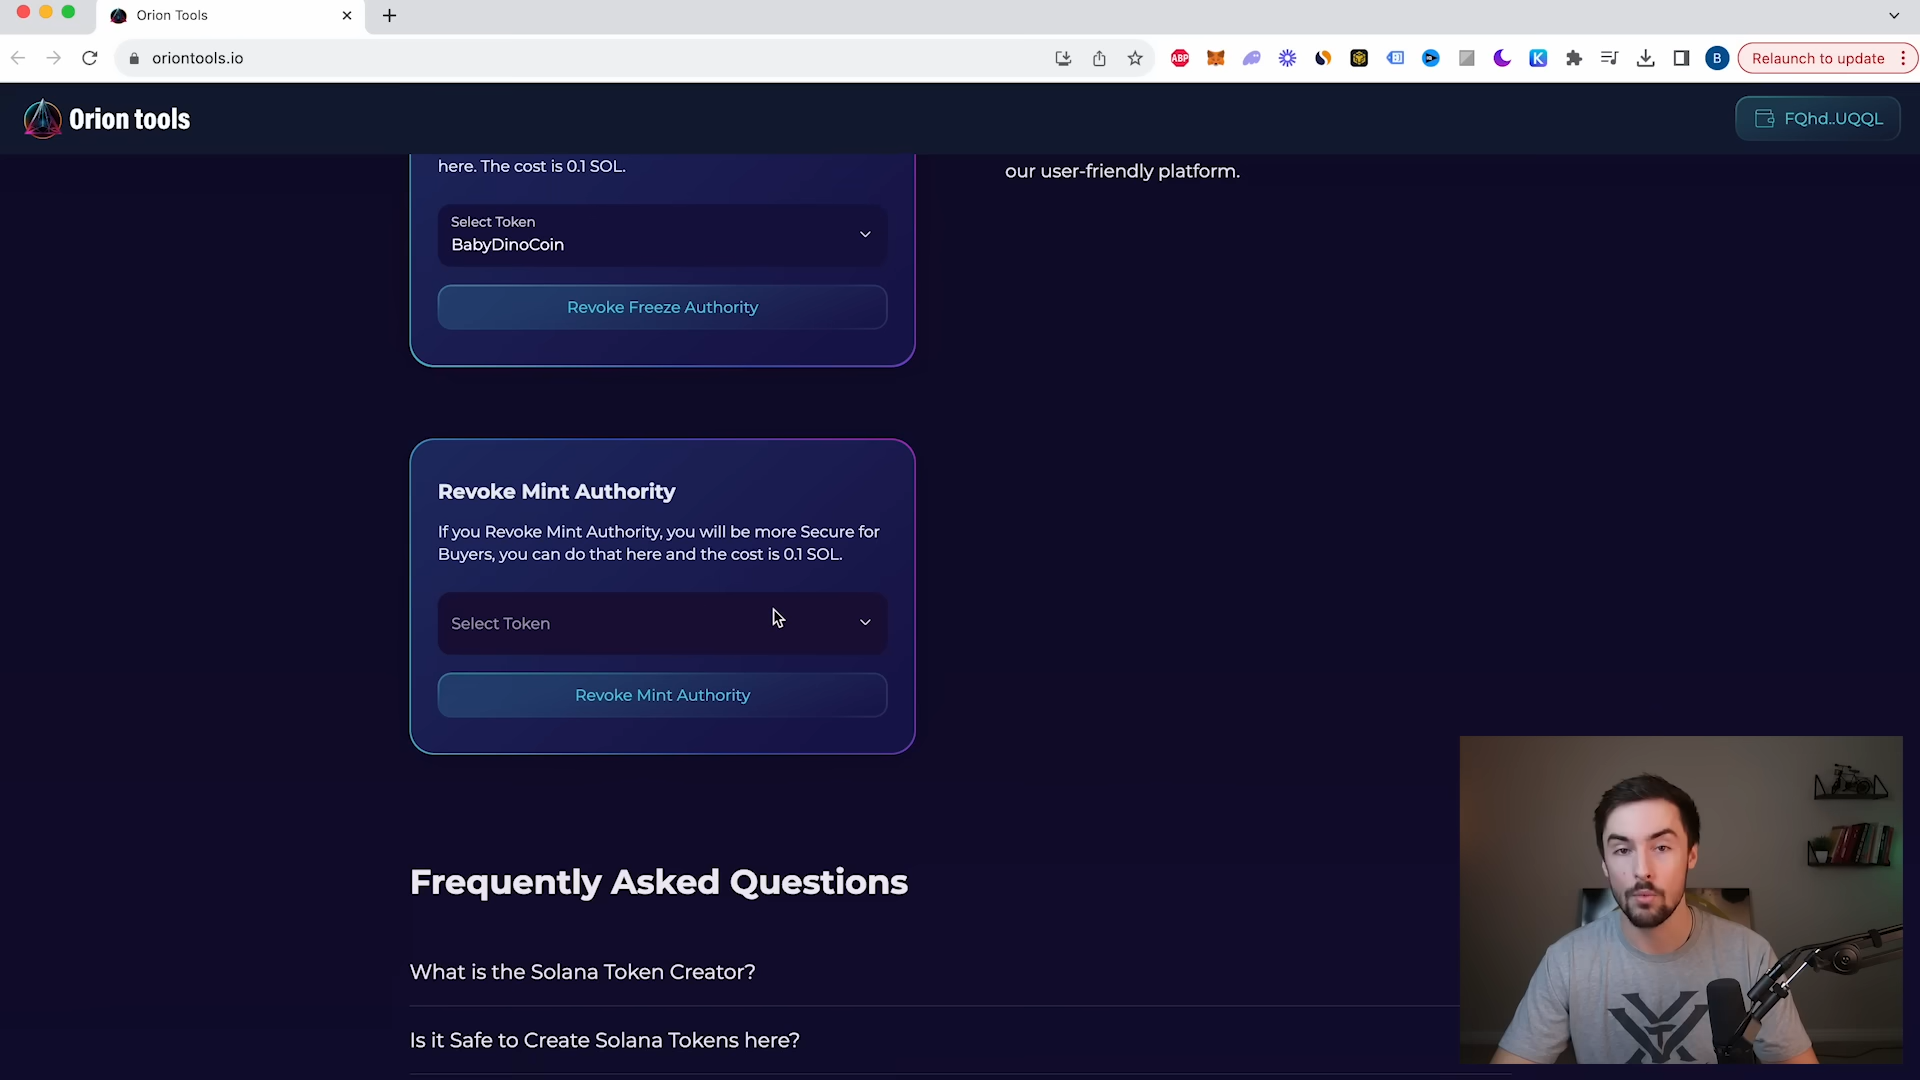 Orion Tools
oriontools.io
ABP
B
Relaunch to update
Orion tools
FQhd..UQQL
here. The cost is 0.1 SOL.
our user-friendly platform.
Select Token
BabyDinoCoin
Revoke Freeze Authority
Revoke Mint Authority
If you Revoke Mint Authority, you will be more Secure for
Buyers, you can do that here and the cost is 0.1 SOL.
Select Token
Revoke Mint Authority
Frequently Asked Questions
What is the Solana Token Creator?
Is it Safe to Create Solana Tokens here?